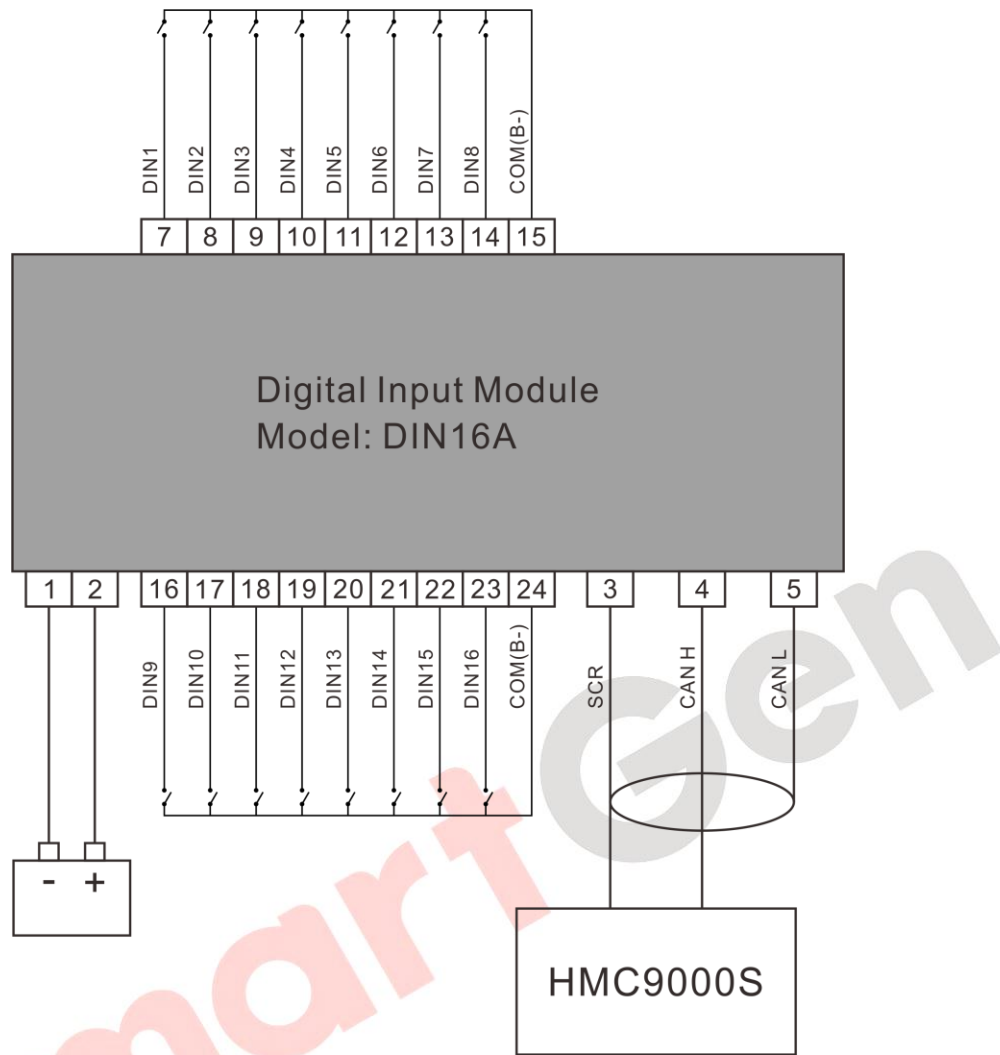 DIN1 DIN2 DIN3 DIN4 DIN5 DIN6 DIN7 DIN8 COM(B-)
7 8 9 10 11 12 13 14 15
Digital Input Module
Model: DIN16A
1 2 16 17 18 19 20 21 22 23 24 3 4 5
DIN9 DIN10 DIN11 DIN12 DIN13 DIN14 DIN15 DIN16 COM(B-) SCR CAN H CAN L
- +
HMC9000S
martGen